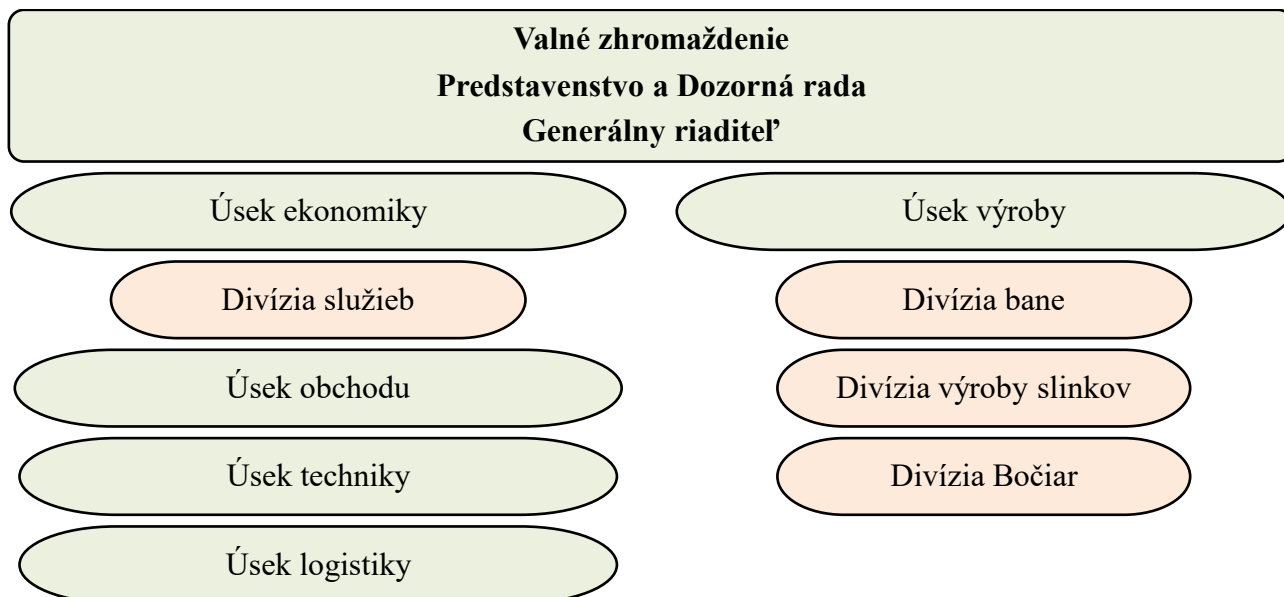 Valné zhromaždenie
Predstavenstvo a Dozorná rada
Generálny riaditeľ
Úsek ekonomiky
Divízia služieb
Úsek obchodu
Úsek techniky
Úsek logistiky
Úsek výroby
Divízia bane
Divízia výroby slinkov
Divízia Bočiar